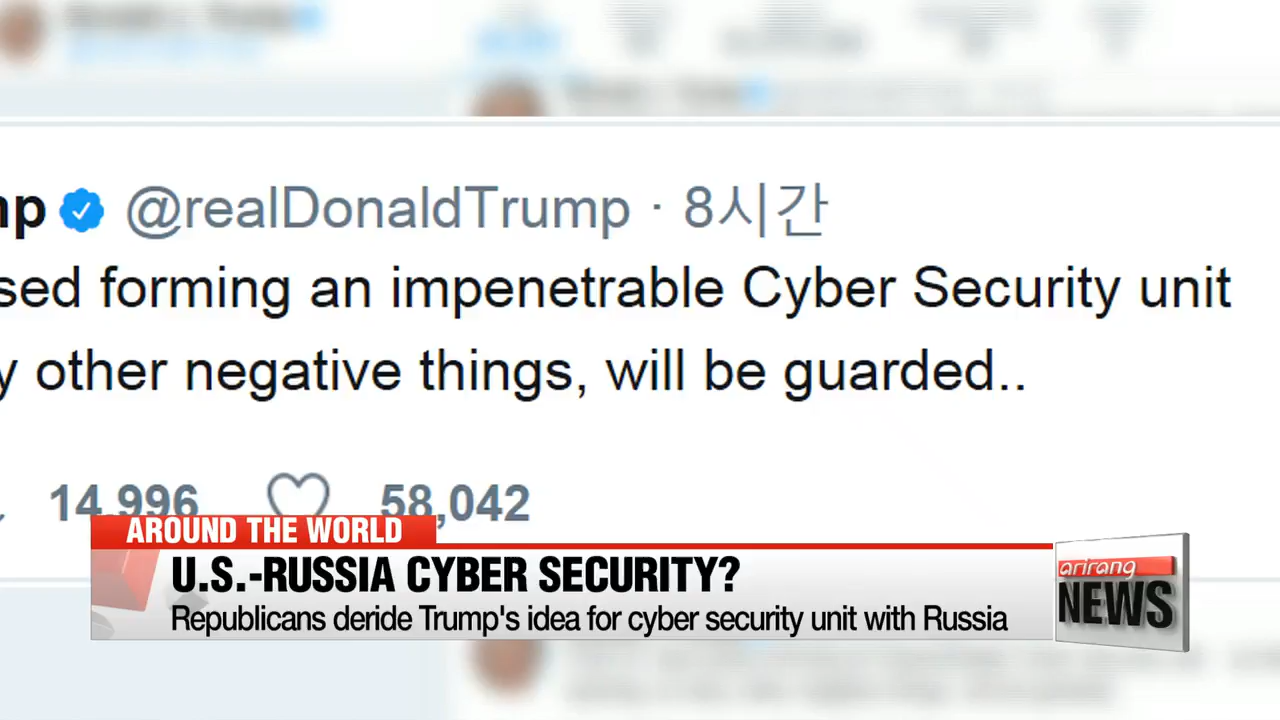 mp @realDonaldTrump · 8시간
sed forming an impenetrable Cyber Security unit
y other negative things, will be guarded..
14,996 58,042
AROUND THE WORLD
U.S.-RUSSIA CYBER SECURITY?
Republicans deride Trump's idea for cyber security unit with Russia
arirang
NEWS